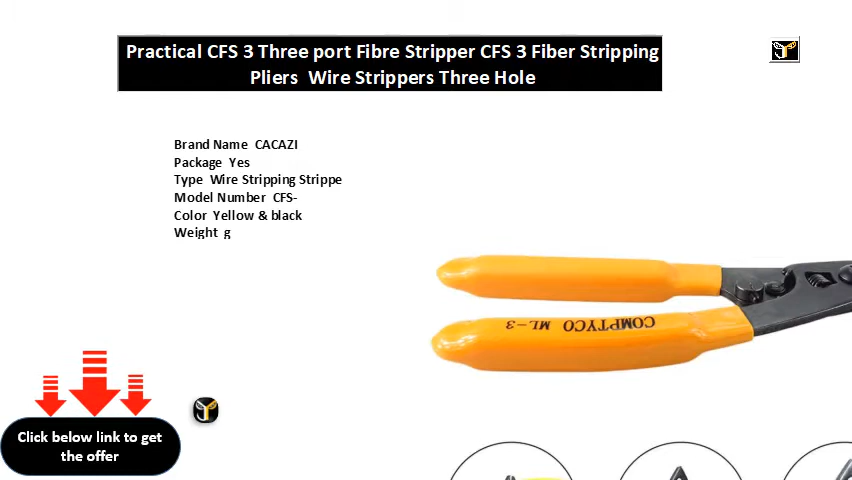 Practical CFS 3 Three port Fibre Stripper CFS 3 Fiber Stripping
Pliers Wire Strippers Three Hole
Brand Name CACAZI
Package Yes
Type Wire Stripping Strippe
Model Number CFS-
Color Yellow & black
Weight g
COMPTYCO ML-3
Click below link to get
the offer